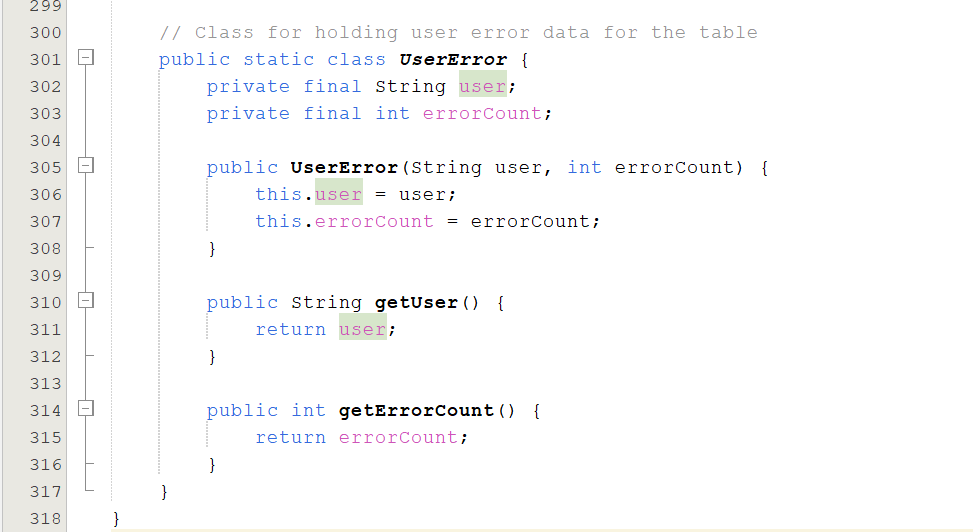 299
300 // Class for holding user error data for the table
301 public static class UserError {
302 private final String user;
303 private final int errorCount;
304
305 public UserError(String user, int errorCount) {
306 this.user = user;
307 this.errorCount = errorCount;
308 }
309
310 public String getUser() {
311 return user;
312 }
313
314 public int getErrorCount() {
315 return errorCount;
316 }
317 }
318 }